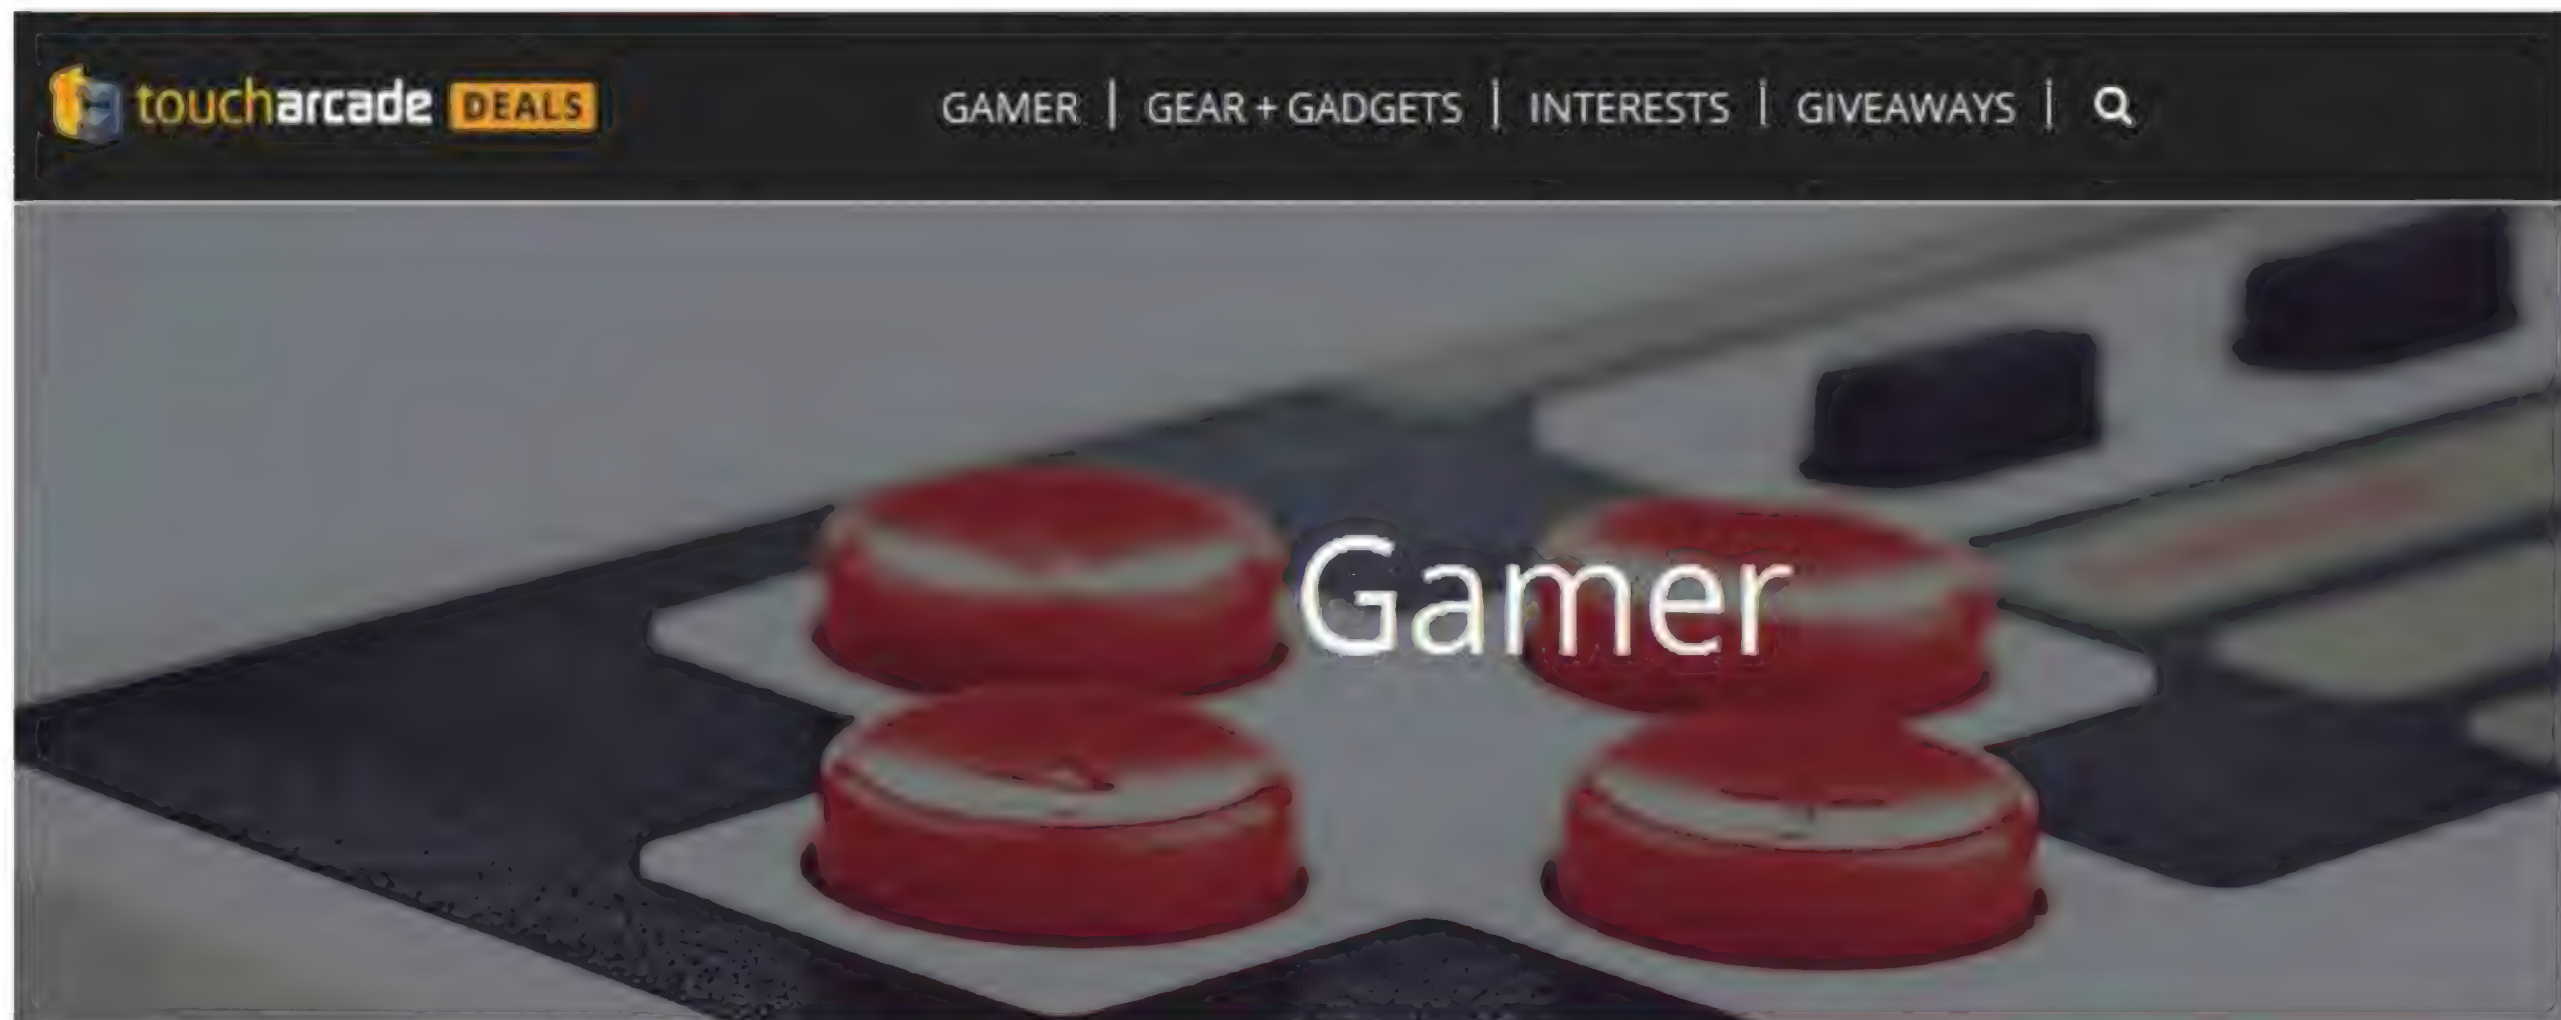 toucharcade DEALS GAMER | GEAR + GADGETS | INTERESTS | GIVEAWAYS |
Gamer